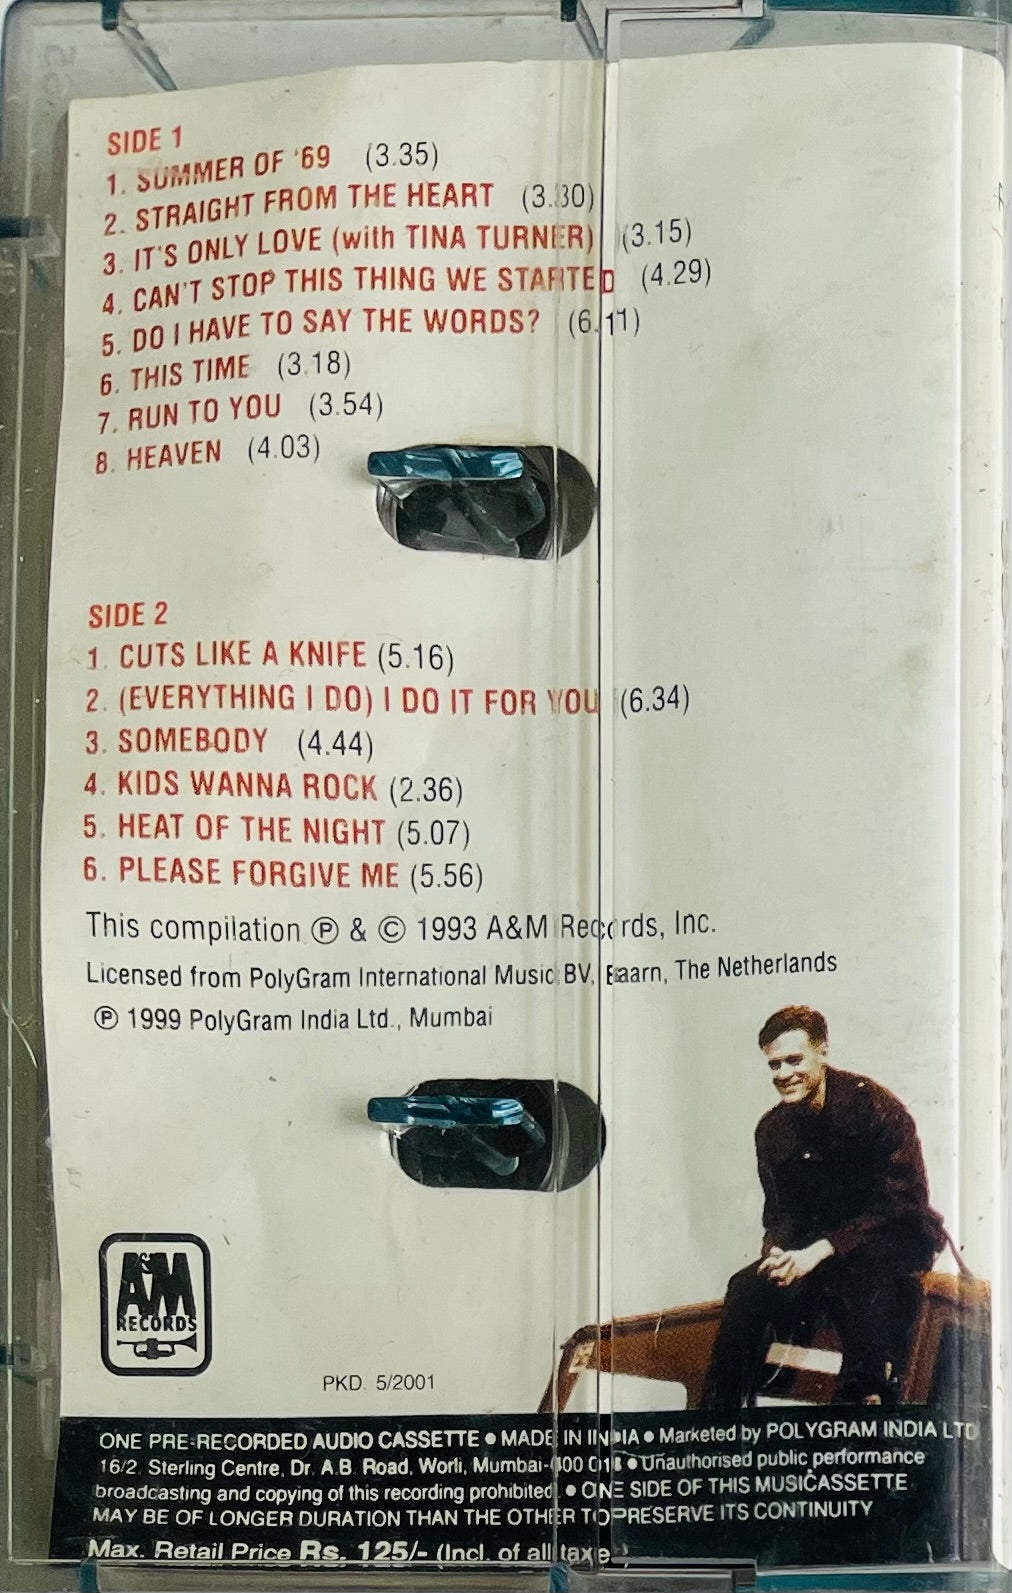 SIDE 1
1. SUMMER OF '69 (3.35)
2. STRAIGHT FROM THE HEART (3.30)
3. IT'S ONLY LOVE (with TINA TURNER) (3.15)
4. CAN'T STOP THIS THING WE STARTED (4.29)
5. DO I HAVE TO SAY THE WORDS? (6.11)
6. THIS TIME (3.18)
7. RUN TO YOU (3.54)
8. HEAVEN (4.03)
SIDE 2
1. CUTS LIKE A KNIFE (5.16)
2. (EVERYTHING I DO) I DO IT FOR YOU (6.34)
3. SOMEBODY (4.44)
4. KIDS WANNA ROCK (2.36)
5. HEAT OF THE NIGHT (5.07)
6. PLEASE FORGIVE ME (5.56)
This compilation ℗ & © 1993 A&M Records, Inc.
Licensed from PolyGram International Music BV, Baarn, The Netherlands
℗ 1999 PolyGram India Ltd., Mumbai
A&M
RECORDS
PKD. 5/2001
ONE PRE-RECORDED AUDIO CASSETTE ● MADE IN INDIA ● Marketed by POLYGRAM INDIA LTD
16/2, Sterling Centre, Dr. A.B. Road, Worli, Mumbai-400 018 ● Unauthorised public performance
broadcasting and copying of this recording prohibited. ● ONE SIDE OF THIS MUSICASSETTE
MAY BE OF LONGER DURATION THAN THE OTHER TO PRESERVE ITS CONTINUITY
Max. Retail Price Rs. 125/- (Incl. of all taxe